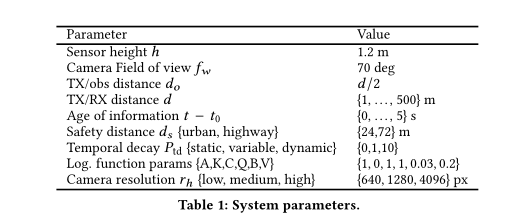 Parameter Value
Sensor height h 1.2 m
Camera Field of view f_w 70 deg
TX/obs distance d_o d/2
TX/RX distance d {1, …, 500} m
Age of information t − t_0 {0, …, 5} s
Safety distance d_s {urban, highway} {24,72} m
Temporal decay P_td {static, variable, dynamic} {0,1,10}
Log. function params {A,K,C,Q,B,V} {1, 0, 1, 1, 0.03, 0.2}
Camera resolution r_h {low, medium, high} {640, 1280, 4096} px
Table 1: System parameters.